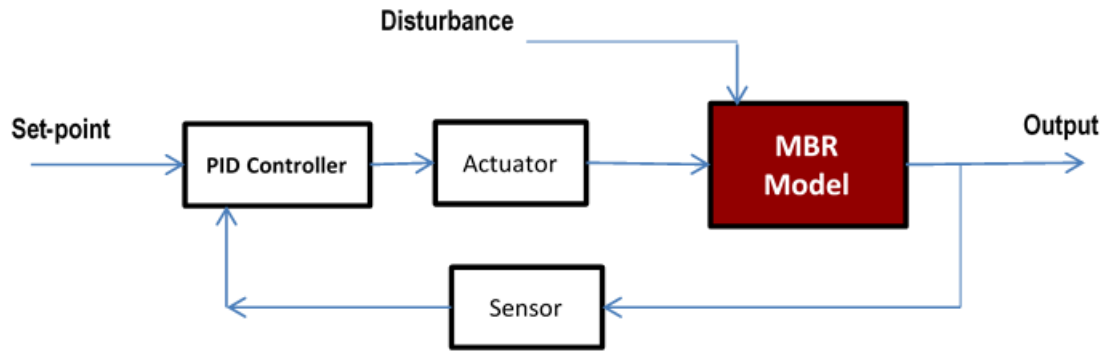 Disturbance
Set-point
PID Controller
Actuator
MBR
Model
Output
Sensor